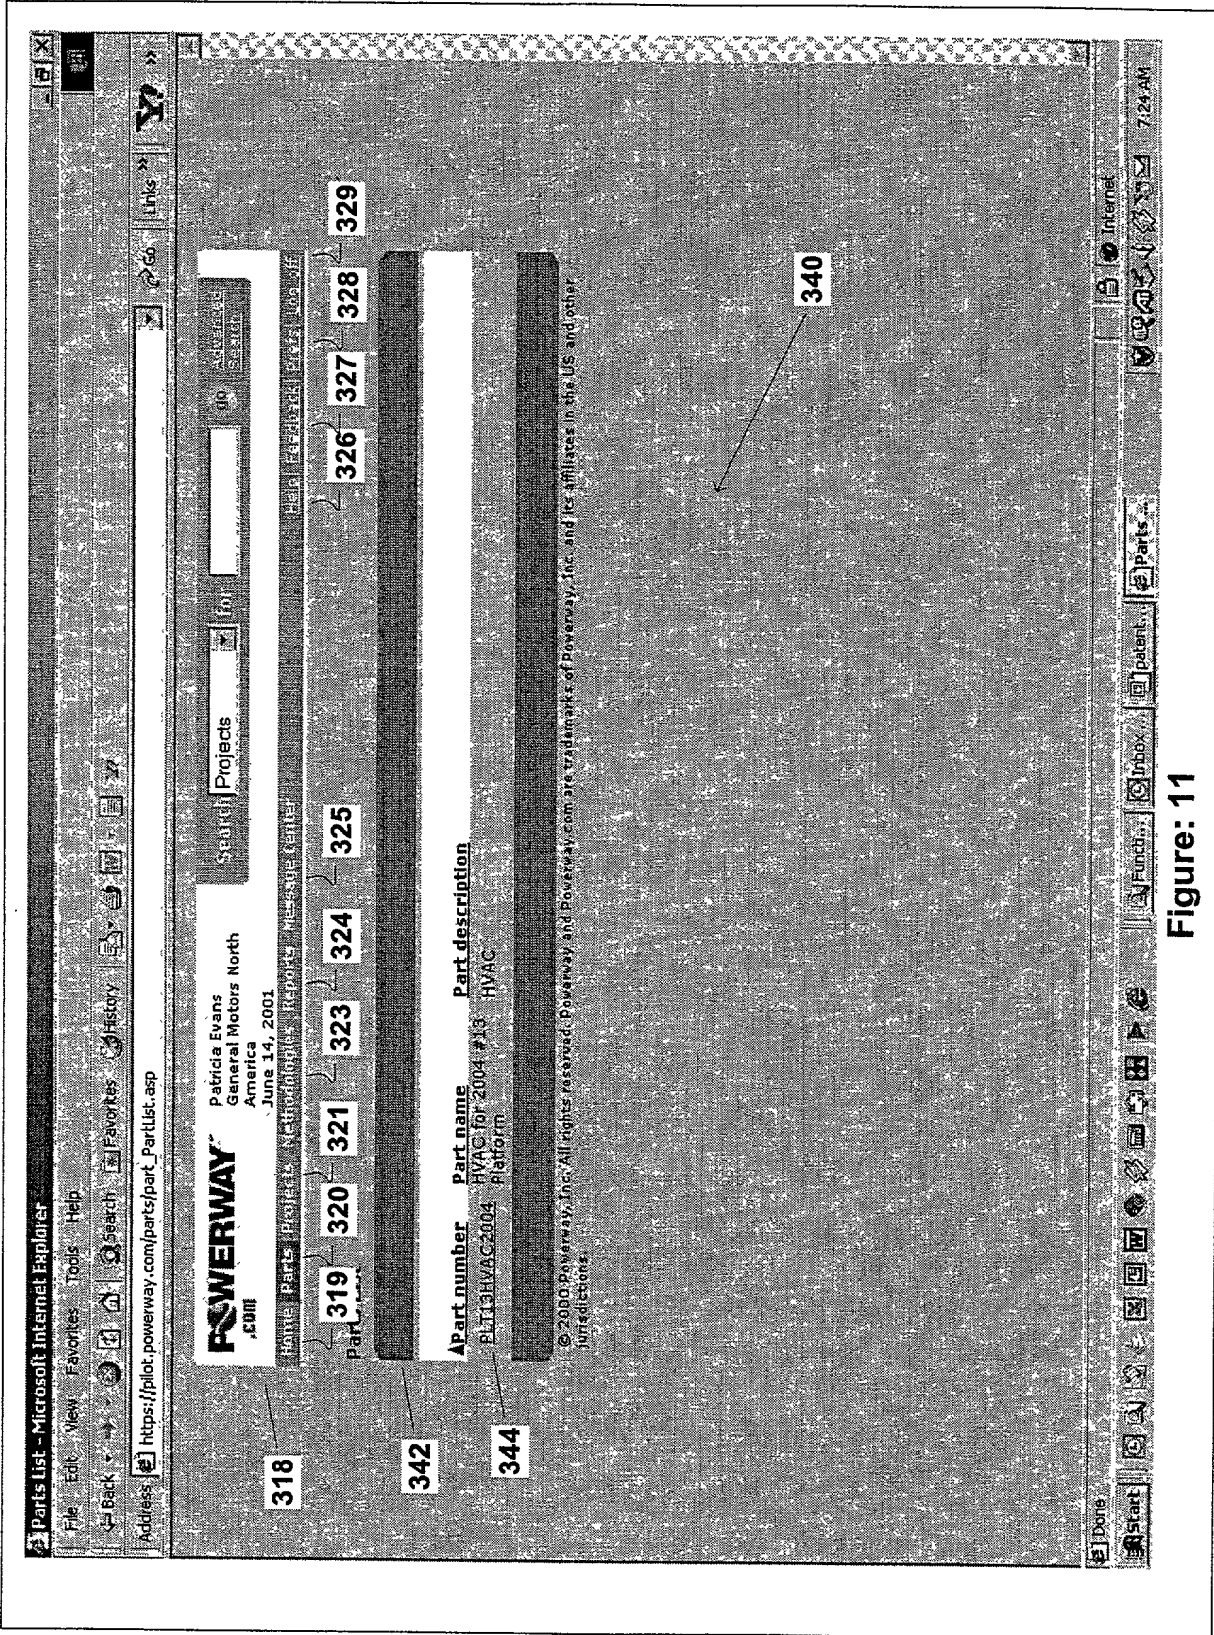 Parts List - Microsoft Internet Explorer
File Edit View Favorites Tools Help
Back Search Favorites History
Address https://pilot.powerway.com/parts/part_PartList.asp Go Links »
POWERWAY
.com
Patricia Evans
General Motors North
America
June 14, 2001
Search Projects for go Advanced
Search
Home Parts Projects Methodologies Reports Message Center Help Feedback Prefs Log Off
318
319 320 321 323 324 325 326 327 328 329
342
▲Part number Part name Part description
PLT13HVAC2004 HVAC for 2004 #13 HVAC
Platform
344
© 2000 Powerway, Inc. All rights reserved. Powerway and Powerway.com are trademarks of Powerway, Inc. and its affiliates in the US and other
jurisdictions.
340
Done Internet
Start Funch... Inbox... patent... Parts ... 7:24 AM
Figure: 11